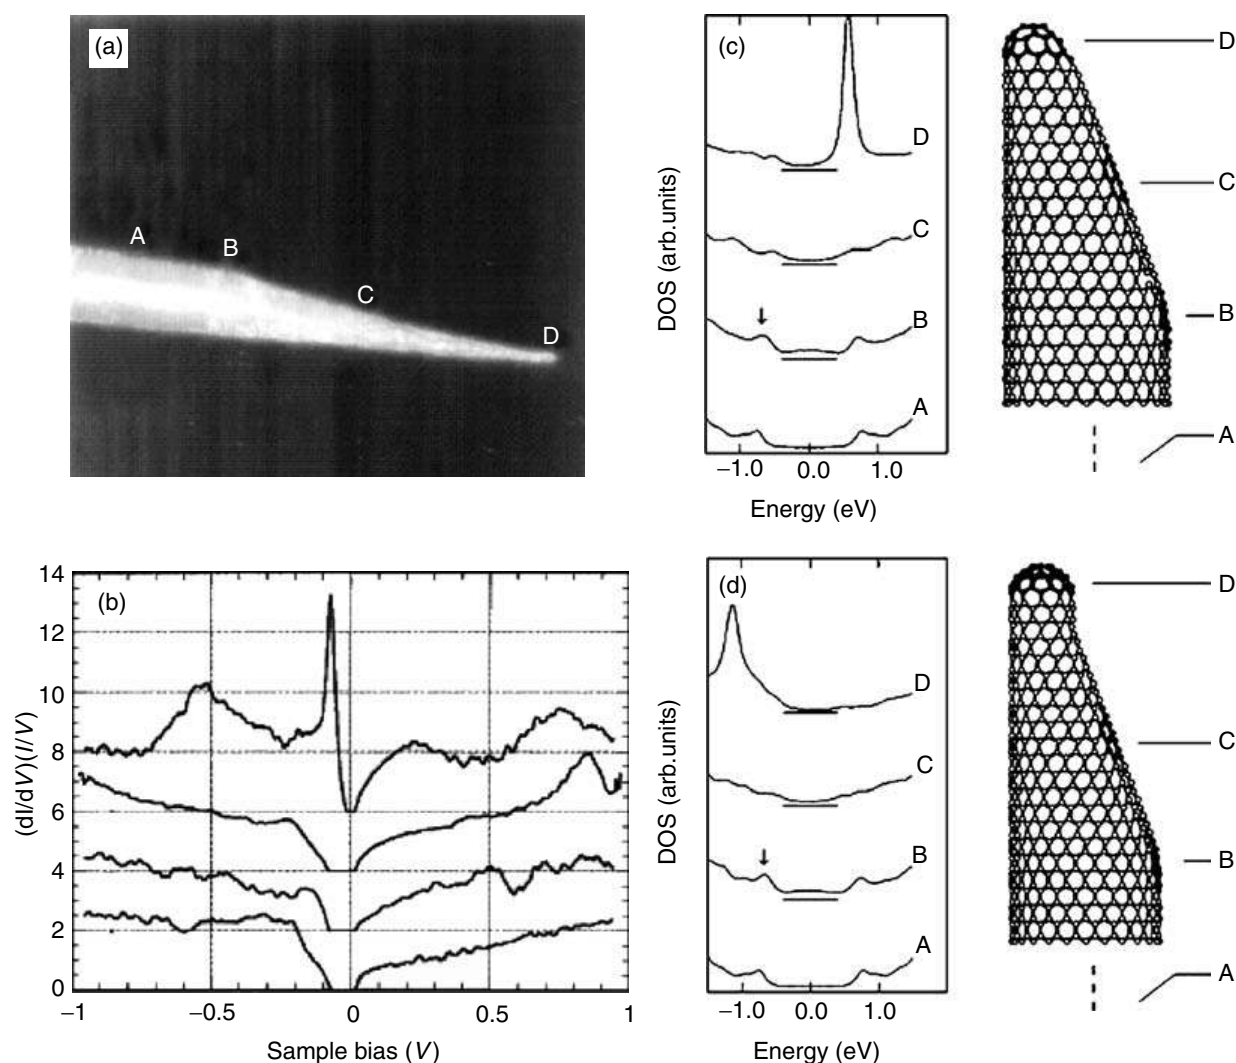 (a)
A
B
C
D
(b)
14
12
10
8
6
4
2
0
(dI/dV)(I/V)
−1
−0.5
0
0.5
1
Sample bias (V)
(c)
D
C
B
A
DOS (arb.units)
−1.0
0.0
1.0
Energy (eV)
D
C
B
A
(d)
D
C
B
A
DOS (arb.units)
−1.0
0.0
1.0
Energy (eV)
D
C
B
A